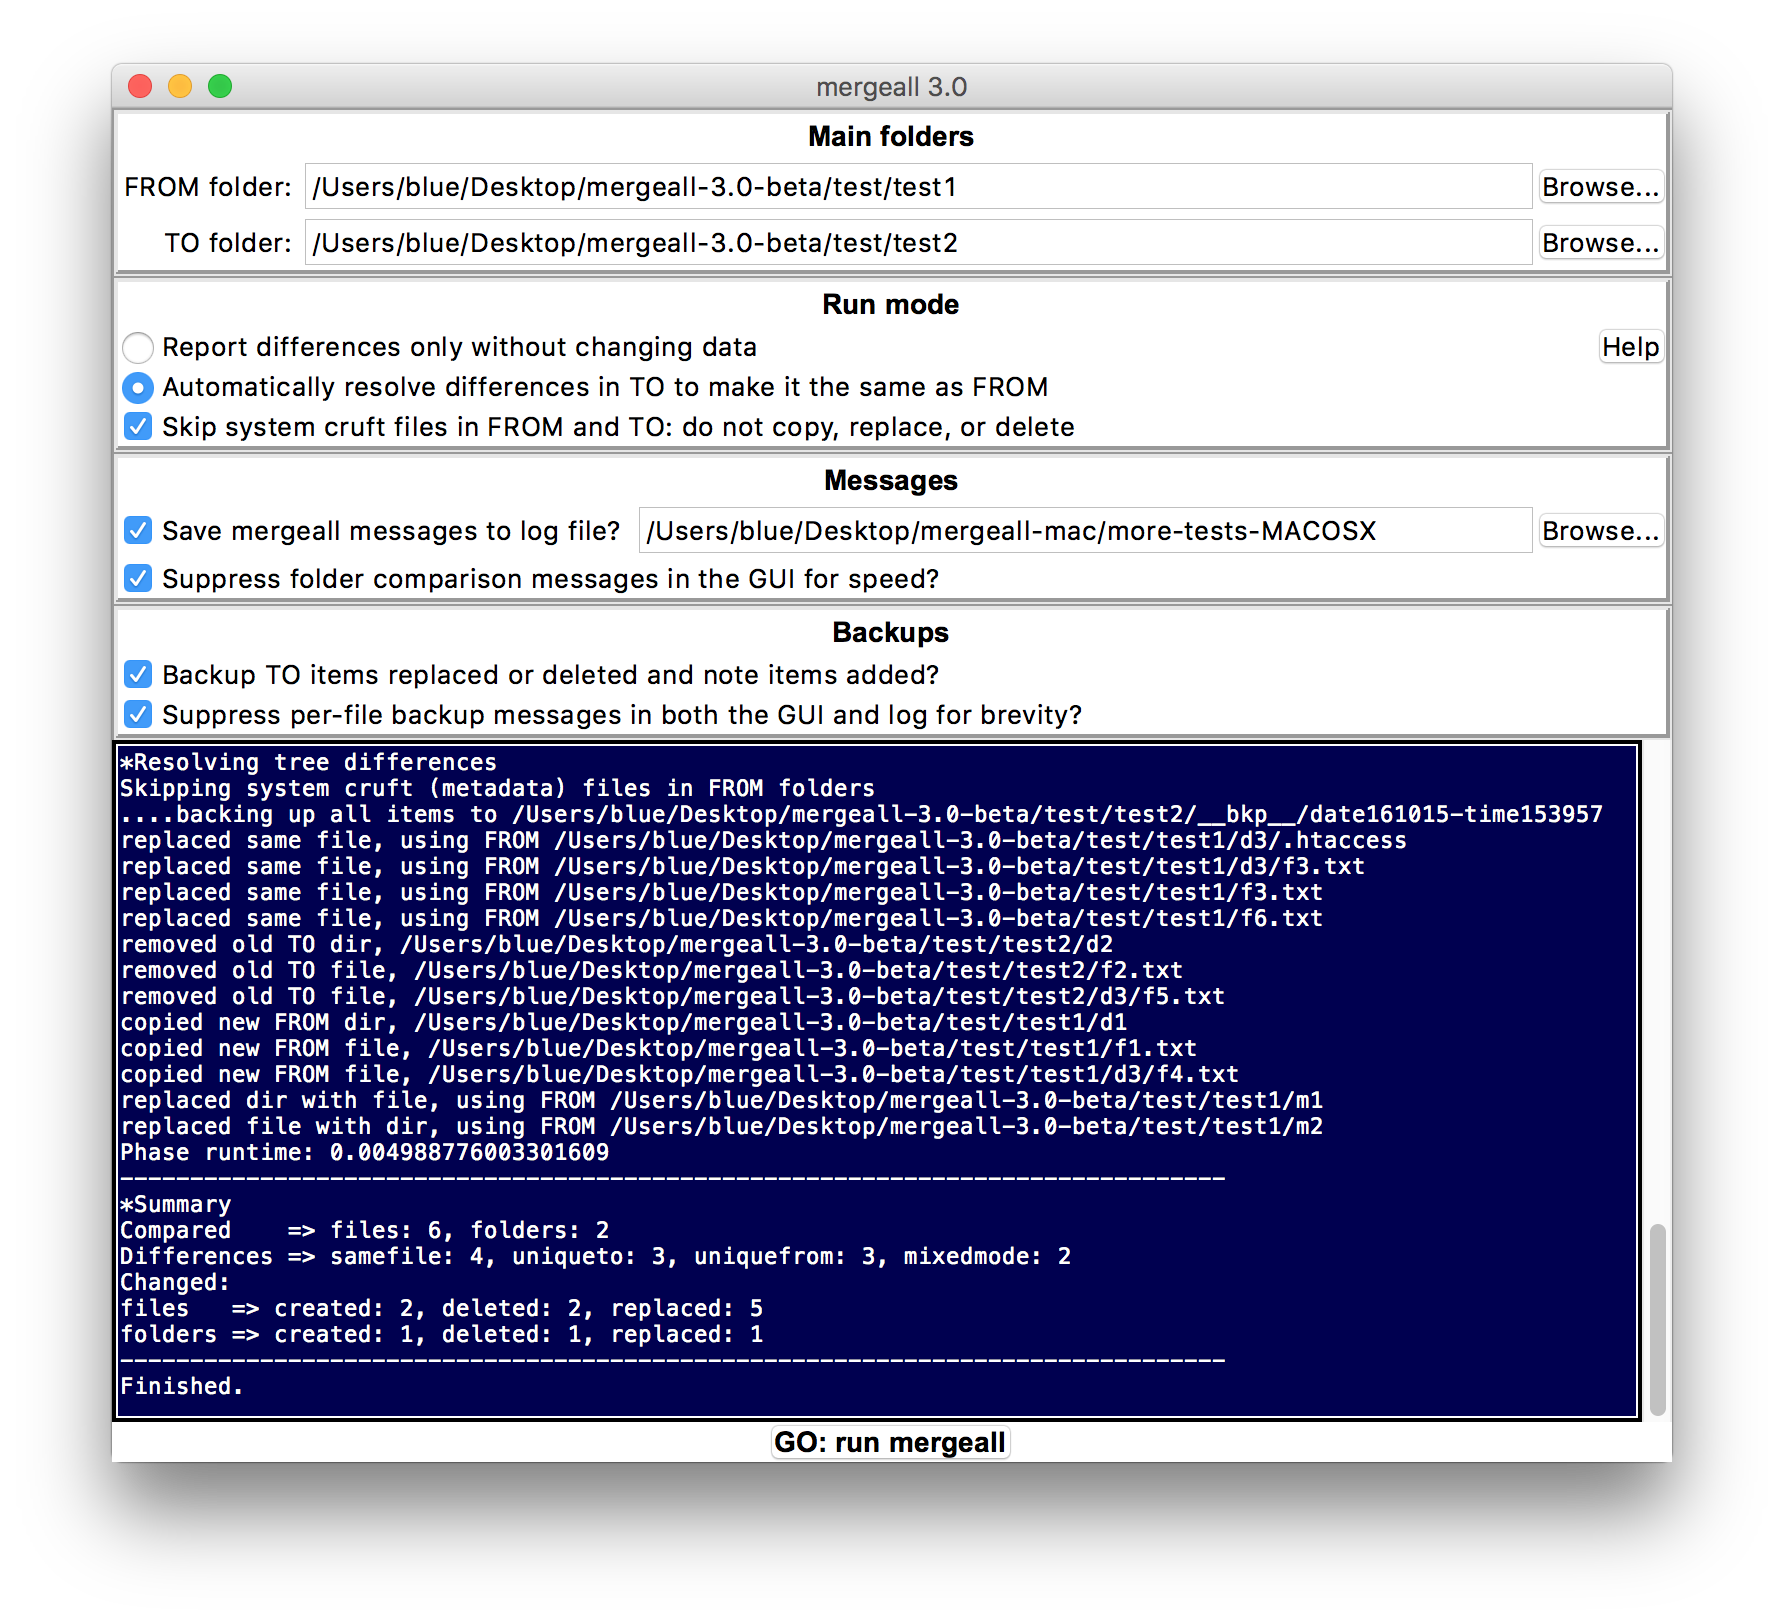 mergeall 3.0
Main folders
FROM folder: /Users/blue/Desktop/mergeall-3.0-beta/test/test1 Browse...
TO folder: /Users/blue/Desktop/mergeall-3.0-beta/test/test2 Browse...
Run mode
Report differences only without changing data Help
Automatically resolve differences in TO to make it the same as FROM
Skip system cruft files in FROM and TO: do not copy, replace, or delete
Messages
Save mergeall messages to log file? /Users/blue/Desktop/mergeall-mac/more-tests-MACOSX Browse...
Suppress folder comparison messages in the GUI for speed?
Backups
Backup TO items replaced or deleted and note items added?
Suppress per-file backup messages in both the GUI and log for brevity?
*Resolving tree differences
Skipping system cruft (metadata) files in FROM folders
....backing up all items to /Users/blue/Desktop/mergeall-3.0-beta/test/test2/__bkp__/date161015-time153957
replaced same file, using FROM /Users/blue/Desktop/mergeall-3.0-beta/test/test1/d3/.htaccess
replaced same file, using FROM /Users/blue/Desktop/mergeall-3.0-beta/test/test1/d3/f3.txt
replaced same file, using FROM /Users/blue/Desktop/mergeall-3.0-beta/test/test1/f3.txt
replaced same file, using FROM /Users/blue/Desktop/mergeall-3.0-beta/test/test1/f6.txt
removed old TO dir, /Users/blue/Desktop/mergeall-3.0-beta/test/test2/d2
removed old TO file, /Users/blue/Desktop/mergeall-3.0-beta/test/test2/f2.txt
removed old TO file, /Users/blue/Desktop/mergeall-3.0-beta/test/test2/d3/f5.txt
copied new FROM dir, /Users/blue/Desktop/mergeall-3.0-beta/test/test1/d1
copied new FROM file, /Users/blue/Desktop/mergeall-3.0-beta/test/test1/f1.txt
copied new FROM file, /Users/blue/Desktop/mergeall-3.0-beta/test/test1/d3/f4.txt
replaced dir with file, using FROM /Users/blue/Desktop/mergeall-3.0-beta/test/test1/m1
replaced file with dir, using FROM /Users/blue/Desktop/mergeall-3.0-beta/test/test1/m2
Phase runtime: 0.004988776003301609
-------------------------------------------------------------------------------
*Summary
Compared    => files: 6, folders: 2
Differences => samefile: 4, uniqueto: 3, uniquefrom: 3, mixedmode: 2
Changed:
files   => created: 2, deleted: 2, replaced: 5
folders => created: 1, deleted: 1, replaced: 1
-------------------------------------------------------------------------------
Finished.
GO: run mergeall